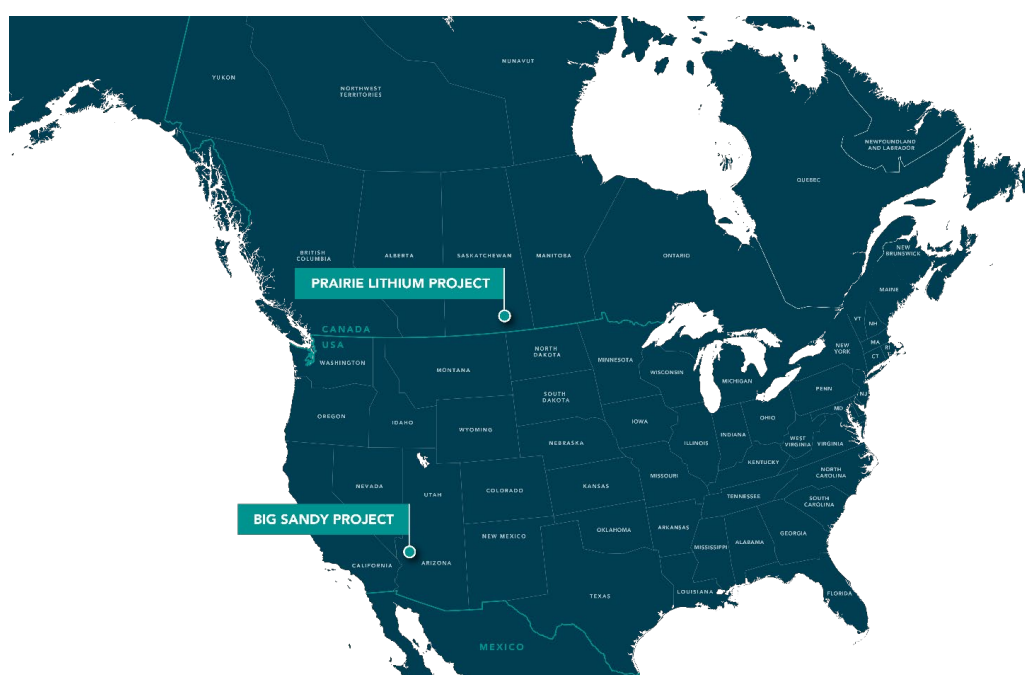 NUNAVUT
YUKON
NORTHWEST
TERRITORIES
NEWFOUNDLAND
AND LABRADOR
QUEBEC
BRITISH
COLUMBIA
ALBERTA
SASKATCHEWAN
MANITOBA
ONTARIO
NEW
BRUNSWICK
PRAIRIE LITHIUM PROJECT
MAINE
CANADA
USA
WASHINGTON
MONTANA
NORTH
DAKOTA
MINNESOTA
WISCONSIN
MICHIGAN
VT
NH
NEW
YORK
MA
RI
CT
OREGON
IDAHO
WYOMING
SOUTH
DAKOTA
IOWA
NEBRASKA
ILLINOIS
INDIANA
OHIO
PENN
NJ
MD
WEST
VIRGINIA
VIRGINIA
KENTUCKY
NEVADA
UTAH
COLORADO
KANSAS
MISSOURI
NORTH
CAROLINA
TENNESSEE
SOUTH
CAROLINA
BIG SANDY PROJECT
NEW MEXICO
OKLAHOMA
ARKANSAS
MISSISSIPPI
ALABAMA
GEORGIA
CALIFORNIA
ARIZONA
TEXAS
LOUISIANA
FLORIDA
MEXICO